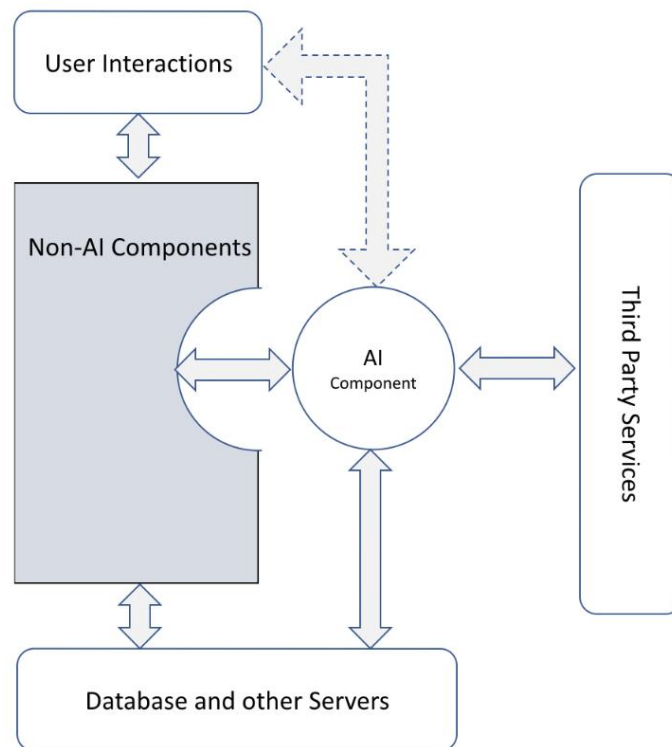 User Interactions
Non-AI Components
AI
Component
Third Party Services
Database and other Servers